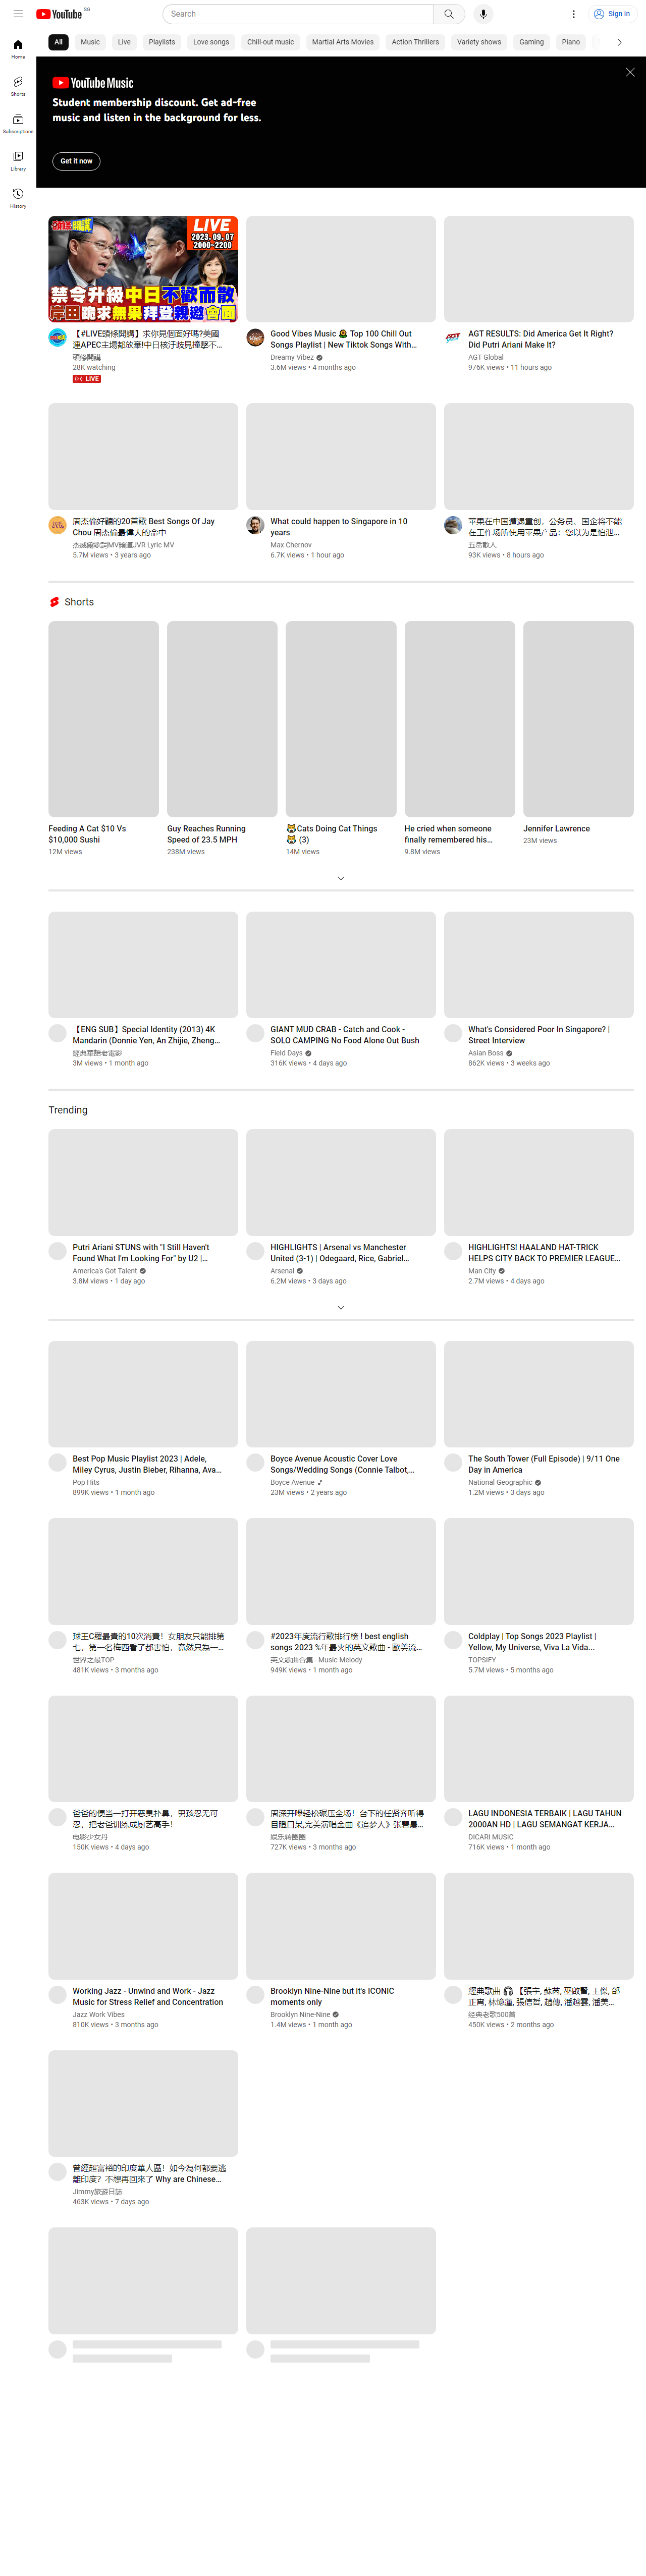 YouTube SG
Search
Sign in
Home
Shorts
Subscriptions
Library
History
All
Music
Live
Playlists
Love songs
Chill-out music
Martial Arts Movies
Action Thrillers
Variety shows
Gaming
Piano
YouTube Music
Student membership discount. Get ad-free
music and listen in the background for less.
Get it now
頭條開講
LIVE
2023. 09. 07
2000-2200
禁令升級 中日不歡而散
岸田跪求無果 拜登親邀會面
【#LIVE頭條開講】求你見個面好嗎?美國
連APEC主場都放棄!中日核汙歧見撞擊不...
頭條開講
28K watching
LIVE
Good Vibes Music 🤷 Top 100 Chill Out
Songs Playlist | New Tiktok Songs With...
Dreamy Vibez
3.6M views • 4 months ago
AGT RESULTS: Did America Get It Right?
Did Putri Ariani Make It?
AGT Global
976K views • 11 hours ago
周杰倫好聽的20首歌 Best Songs Of Jay
Chou 周杰倫最偉大的命中
杰威爾歌詞MV頻道JVR Lyric MV
5.7M views • 3 years ago
What could happen to Singapore in 10
years
Max Chernov
6.7K views • 1 hour ago
苹果在中国遭遇重创，公务员、国企将不能
在工作场所使用苹果产品：您以为是怕泄...
五岳散人
93K views • 8 hours ago
Shorts
Feeding A Cat $10 Vs
$10,000 Sushi
12M views
Guy Reaches Running
Speed of 23.5 MPH
238M views
😹Cats Doing Cat Things
😹 (3)
14M views
He cried when someone
finally remembered his...
9.8M views
Jennifer Lawrence
23M views
【ENG SUB】Special Identity (2013) 4K
Mandarin (Donnie Yen, An Zhijie, Zheng...
經典華語老電影
3M views • 1 month ago
GIANT MUD CRAB - Catch and Cook -
SOLO CAMPING No Food Alone Out Bush
Field Days
316K views • 4 days ago
What's Considered Poor In Singapore? |
Street Interview
Asian Boss
862K views • 3 weeks ago
Trending
Putri Ariani STUNS with "I Still Haven't
Found What I'm Looking For" by U2 |...
America's Got Talent
3.8M views • 1 day ago
HIGHLIGHTS | Arsenal vs Manchester
United (3-1) | Odegaard, Rice, Gabriel...
Arsenal
6.2M views • 3 days ago
HIGHLIGHTS! HAALAND HAT-TRICK
HELPS CITY BACK TO PREMIER LEAGUE...
Man City
2.7M views • 4 days ago
Best Pop Music Playlist 2023 | Adele,
Miley Cyrus, Justin Bieber, Rihanna, Ava...
Pop Hits
899K views • 1 month ago
Boyce Avenue Acoustic Cover Love
Songs/Wedding Songs (Connie Talbot,...
Boyce Avenue
23M views • 2 years ago
The South Tower (Full Episode) | 9/11 One
Day in America
National Geographic
1.2M views • 3 days ago
球王C羅最貴的10次消費！女朋友只能排第
七，第一名梅西看了都害怕，竟然只為一...
世界之最TOP
481K views • 3 months ago
#2023年度流行歌排行榜 ! best english
songs 2023 %年最火的英文歌曲 - 歐美流...
英文歌曲合集 - Music Melody
949K views • 1 month ago
Coldplay | Top Songs 2023 Playlist |
Yellow, My Universe, Viva La Vida...
TOPSIFY
5.7M views • 5 months ago
爸爸的便当一打开恶臭扑鼻，男孩忍无可
忍，把老爸训练成厨艺高手！
电影少女丹
150K views • 4 days ago
周深开嗓轻松碾压全场！台下的任贤齐听得
目瞪口呆,完美演唱金曲《追梦人》张碧晨...
娱乐转圈圈
727K views • 3 months ago
LAGU INDONESIA TERBAIK | LAGU TAHUN
2000AN HD | LAGU SEMANGAT KERJA...
DICARI MUSIC
716K views • 1 month ago
Working Jazz - Unwind and Work - Jazz
Music for Stress Relief and Concentration
Jazz Work Vibes
810K views • 3 months ago
Brooklyn Nine-Nine but it's ICONIC
moments only
Brooklyn Nine-Nine
1.4M views • 1 month ago
經典歌曲 🎧 【張宇, 蘇芮, 巫啟賢, 王傑, 邰
正宵, 林憶蓮, 張信哲, 趙傳, 潘越雲, 潘美...
经典老歌500首
450K views • 2 months ago
曾經超富裕的印度華人區！如今為何都要逃
離印度？不想再回來了 Why are Chinese...
Jimmy旅遊日誌
463K views • 7 days ago